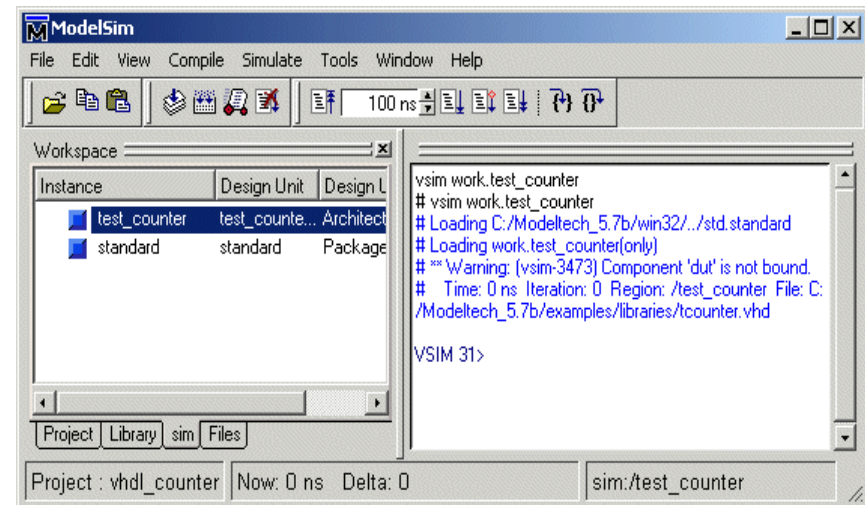 ModelSim
File Edit View Compile Simulate Tools Window Help
100 ns
Workspace
Instance Design Unit Design U
test_counter test_counte... Architect
standard standard Package
Project Library sim Files
vsim work.test_counter
# vsim work.test_counter
# Loading C:/Modeltech_5.7b/win32/../std.standard
# Loading work.test_counter(only)
# ** Warning: (vsim-3473) Component 'dut' is not bound.
#    Time: 0 ns  Iteration: 0  Region: /test_counter  File: C:
/Modeltech_5.7b/examples/libraries/tcounter.vhd
VSIM 31>
Project : vhdl_counter Now: 0 ns Delta: 0 sim:/test_counter